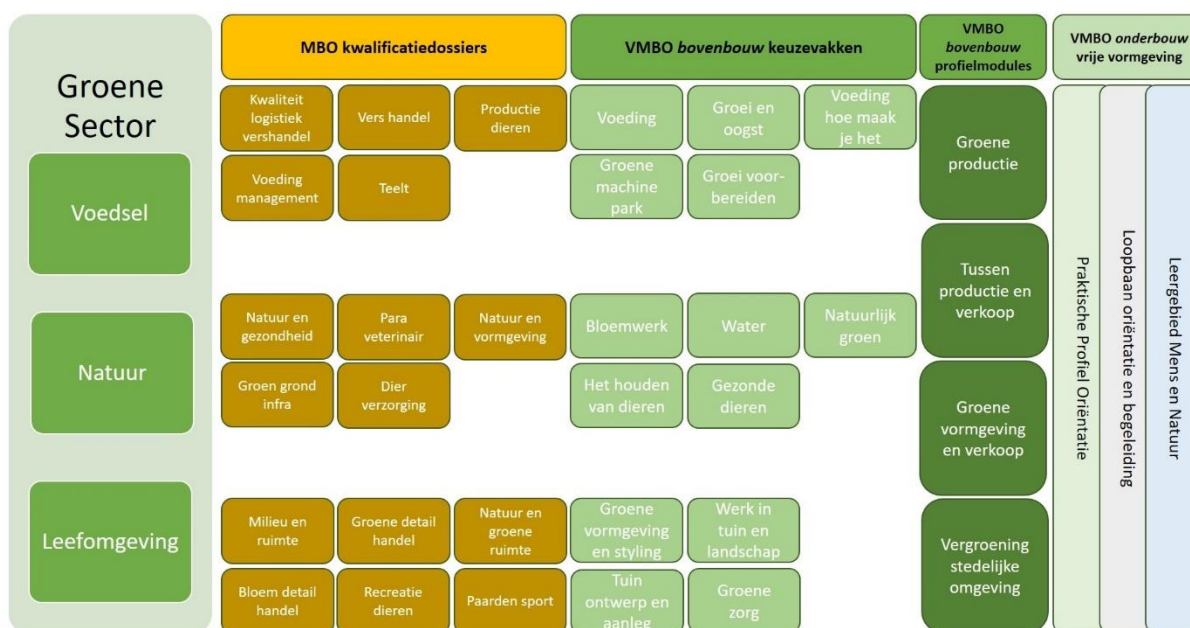 Groene
Sector
Voedsel
Natuur
Leefomgeving
MBO kwalificatiedossiers
Kwaliteit
logistiek
vershandel
Vers handel
Productie
dieren
Voeding
management
Teelt
Natuur en
gezondheid
Para
veterinair
Natuur en
vormgeving
Groen grond
infra
Dier
verzorging
Milieu en
ruimte
Groene detail
handel
Natuur en
groene
ruimte
Bloem detail
handel
Recreatie
dieren
Paarden sport
VMBO bovenbouw keuzevakken
Voeding
Groei en
oogst
Voeding
hoe maak
je het
Groene
machine
park
Groei voor-
bereiden
Bloemwerk
Water
Natuurlijk
groen
Het houden
van dieren
Gezonde
dieren
Groene
vormgeving
en styling
Werk in
tuin en
landschap
Tuin
ontwerp en
aanleg
Groene
zorg
VMBO
bovenbouw
profielmodules
Groene
productie
Tussen
productie en
verkoop
Groene
vormgeving
en verkoop
Vergroening
stedelijke
omgeving
VMBO onderbouw
vrije vormgeving
Praktische Profiel Oriëntatie
Loopbaan oriëntatie en begeleiding
Leergebied Mens en Natuur